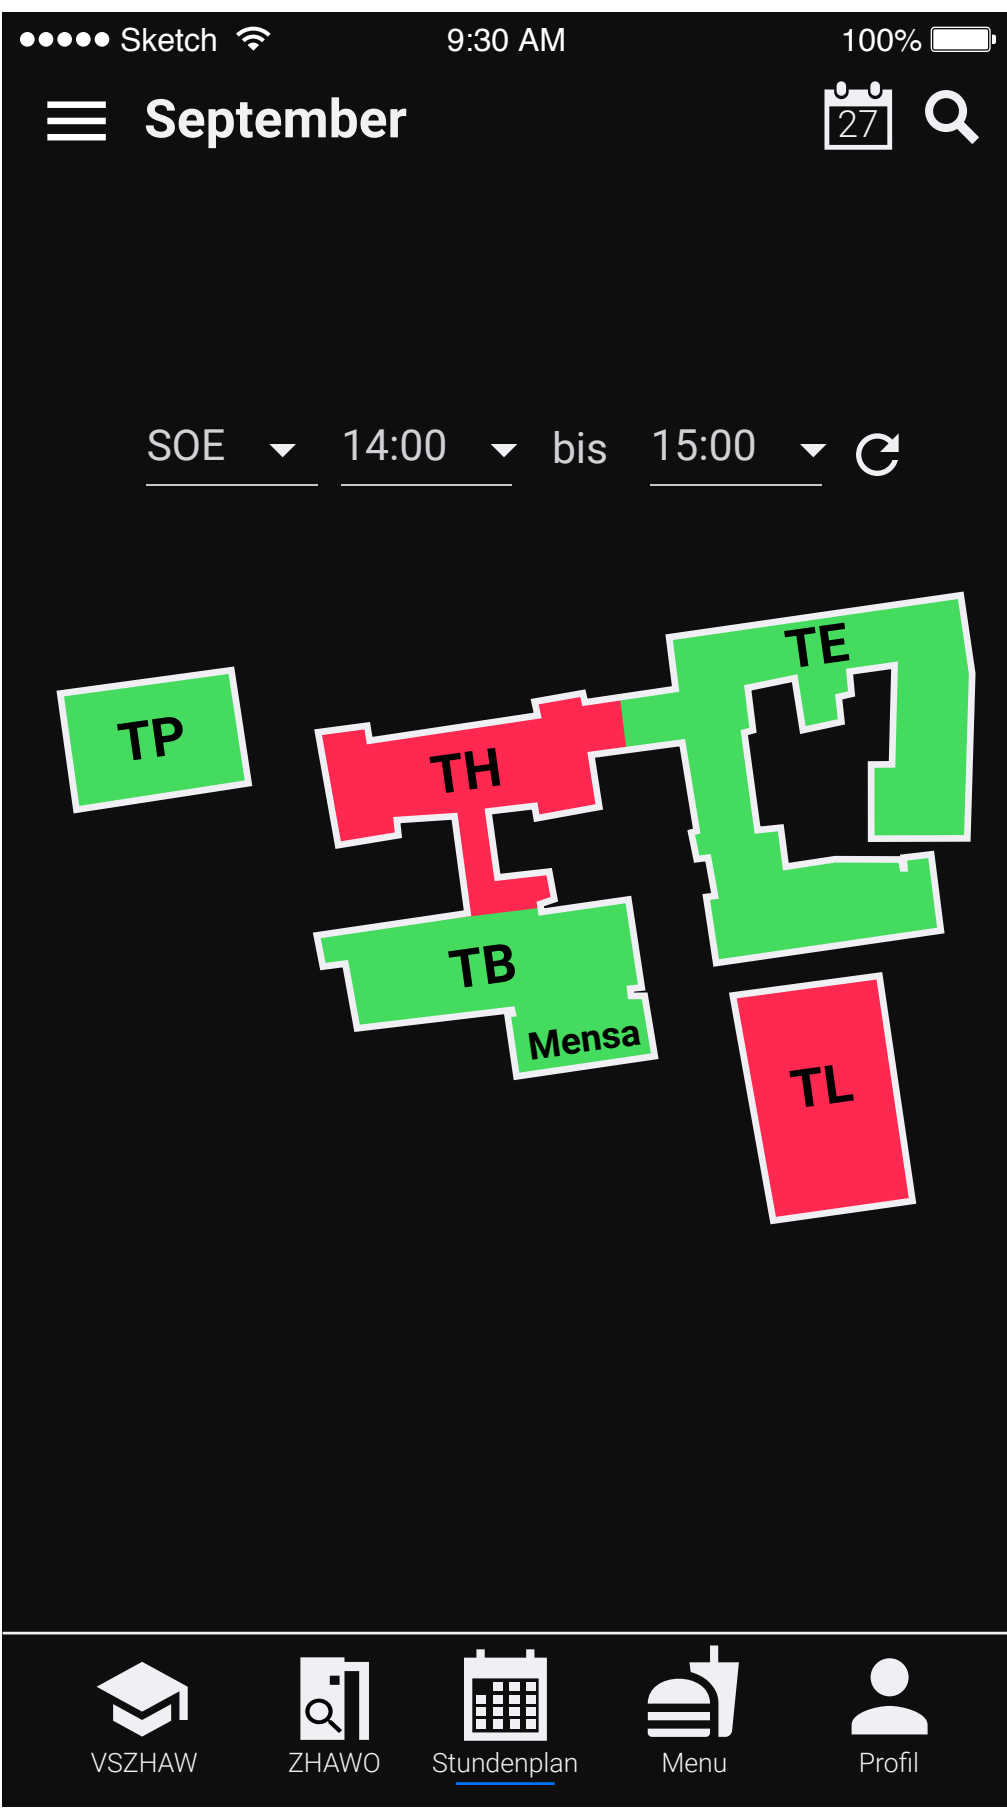 Sketch 9:30 AM 100%
September 27
SOE 14:00 bis 15:00
TE
TP
TH
TB
Mensa
TL
VSZHAW ZHAWO Stundenplan Menu Profil